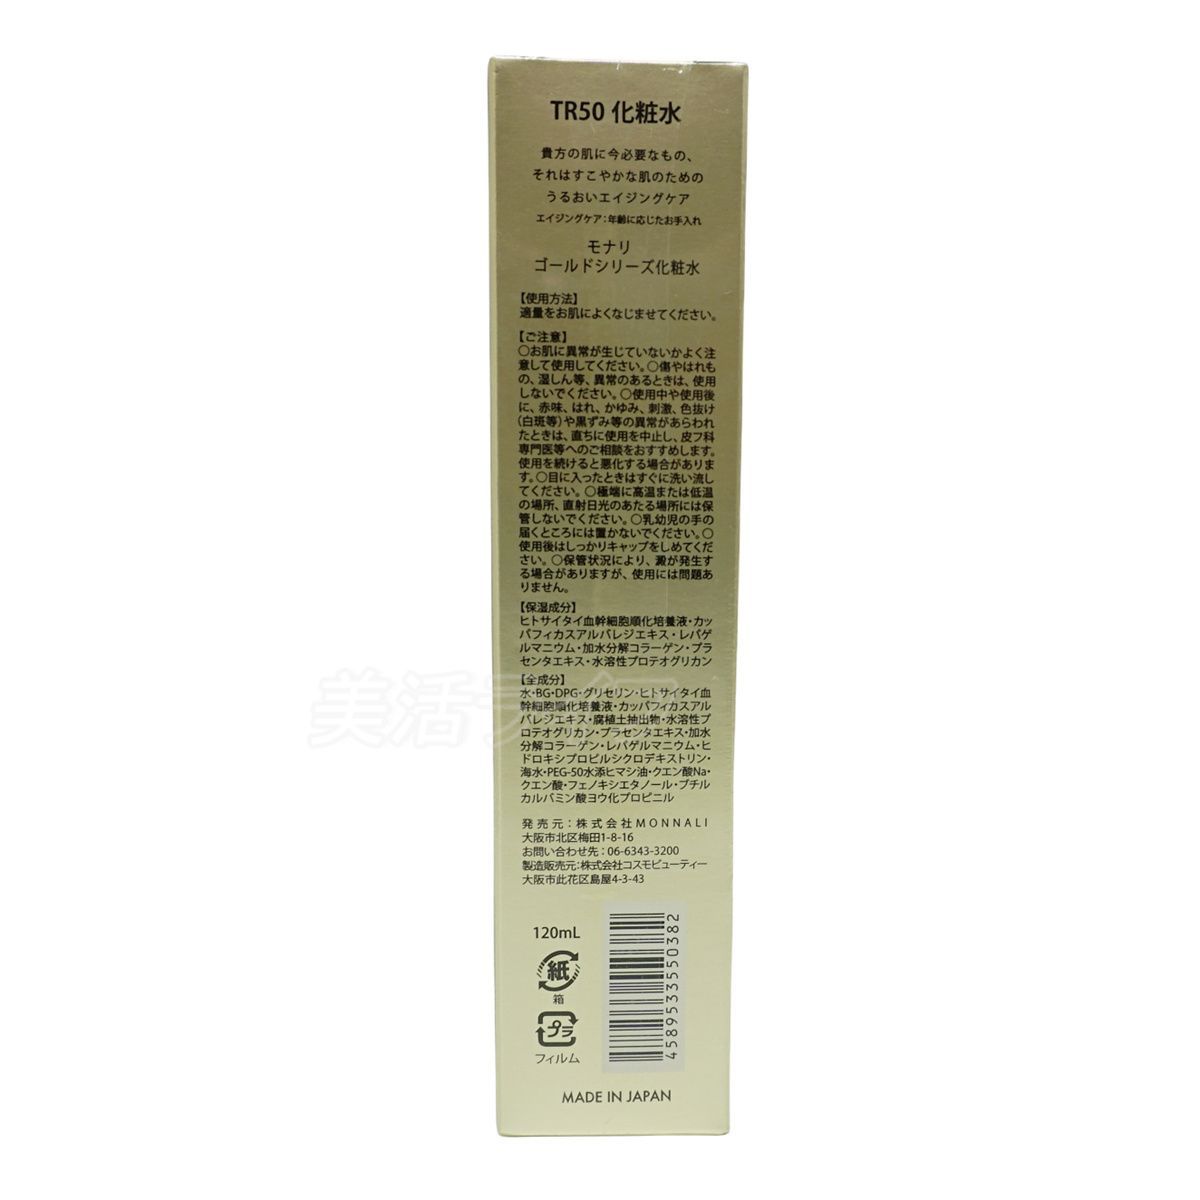 TR50 化粧水
貴方の肌に今必要なもの、
それはすこやかな肌のための
うるおいエイジングケア
エイジングケア:年齢に応じたお手入れ
モナリ
ゴールドシリーズ化粧水
【使用方法】
適量をお肌によくなじませてください。
【ご注意】
○お肌に異常が生じていないかよく注
意して使用してください。○傷やはれも
の、湿しん等、異常のあるときは、使用
しないでください。○使用中や使用後
に、赤味、はれ、かゆみ、刺激、色抜け
(白斑等)や黒ずみ等の異常があらわれ
たときは、直ちに使用を中止し、皮フ科
専門医等へのご相談をおすすめします。
使用を続けると悪化する場合がありま
す。○目に入ったときはすぐに洗い流し
てください。○極端に高温または低温
の場所、直射日光のあたる場所には保
管しないでください。○乳幼児の手の
届くところには置かないでください。○
使用後はしっかりキャップをしめてくだ
さい。○保管状況により、澱が発生す
る場合がありますが、使用には問題あ
りません。
【保湿成分】
ヒトサイタイ血幹細胞順化培養液・カッ
パフィカスアルバレジエキス・レパゲ
ルマニウム・加水分解コラーゲン・プラ
センタエキス・水溶性プロテオグリカン
【全成分】
水・BG・DPG・グリセリン・ヒトサイタイ血
幹細胞順化培養液・カッパフィカスアル
バレジエキス・腐植土抽出物・水溶性プ
ロテオグリカン・プラセンタエキス・加水
分解コラーゲン・レパゲルマニウム・ヒ
ドロキシプロピルシクロデキストリン・
海水・PEG-50水添ヒマシ油・クエン酸Na・
クエン酸・フェノキシエタノール・ブチル
カルバミン酸ヨウ化プロピニル
発売元:株式会社MONNALI
大阪市北区梅田1-8-16
お問い合わせ先:06-6343-3200
製造販売元:株式会社コスモビューティー
大阪市此花区島屋4-3-43
120mL
紙
箱
プラ
フィルム
4589533550382
MADE IN JAPAN
美活